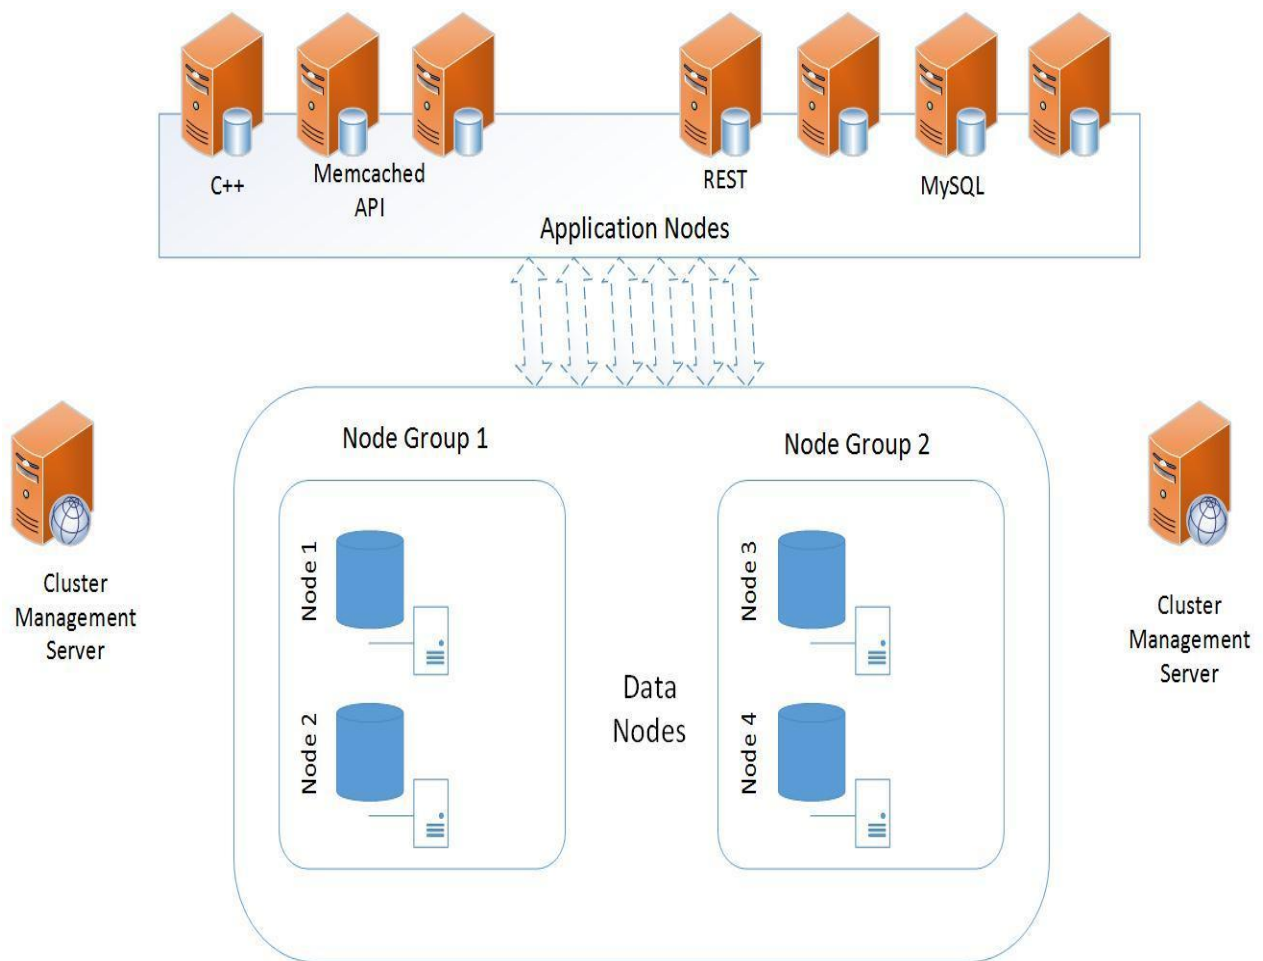 C++
Memcached
API
REST
MySQL
Application Nodes
Node Group 1
Node Group 2
Node 1
Node 3
Cluster
Management
Server
Cluster
Management
Server
Data
Nodes
Node 2
Node 4